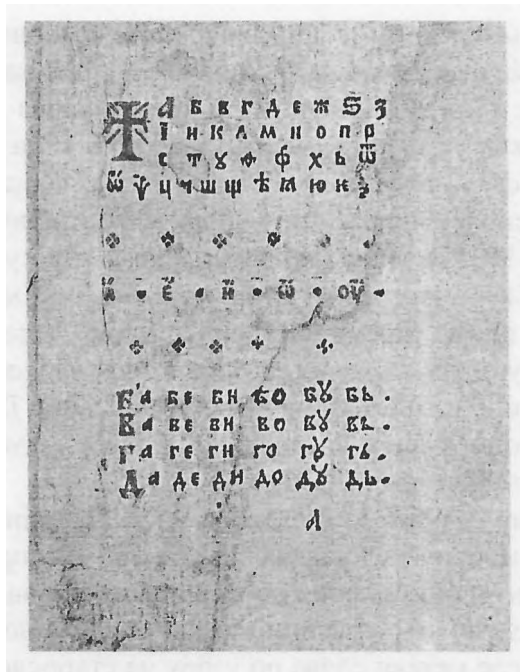 А Б В Г Д Е Ж Ѕ З
І И К Л М Н О П Р
С Т Ꙋ Ѳ Ф Х Ь Ѿ
Ѿ Ѱ Ц Ч Ш Щ Ѣ Ꙗ Ю Ѥ Ѯ
А • Е • И • Ѡ • ОУ •
Ба бе би бо бꙋ бь.
Ва ве ви во вꙋ вь.
Га ге ги го гꙋ гь.
Да де ди до дꙋ дь.
А